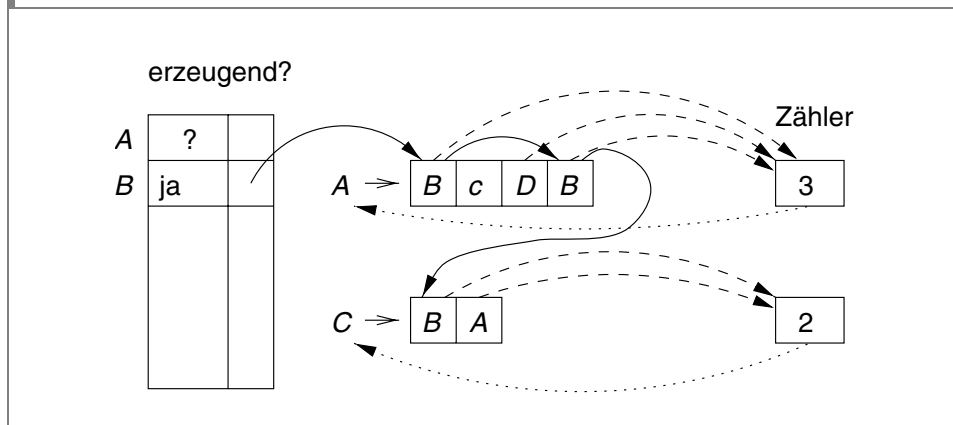 erzeugend?
Zähler
A ?
B ja
A ⇒ B c D B 3
C ⇒ B A 2